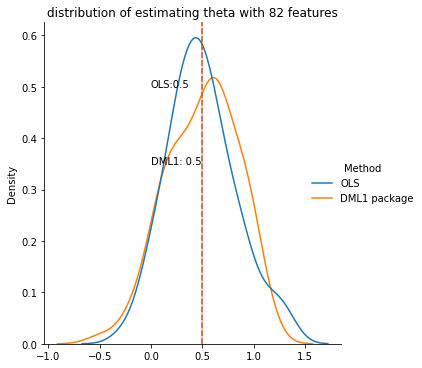 distribution of estimating theta with 82 features
0.6
0.5
0.4
0.3
0.2
0.1
0.0
Density
OLS:0.5
DML1: 0.5
Method
OLS
DML1 package
−1.0 −0.5 0.0 0.5 1.0 1.5